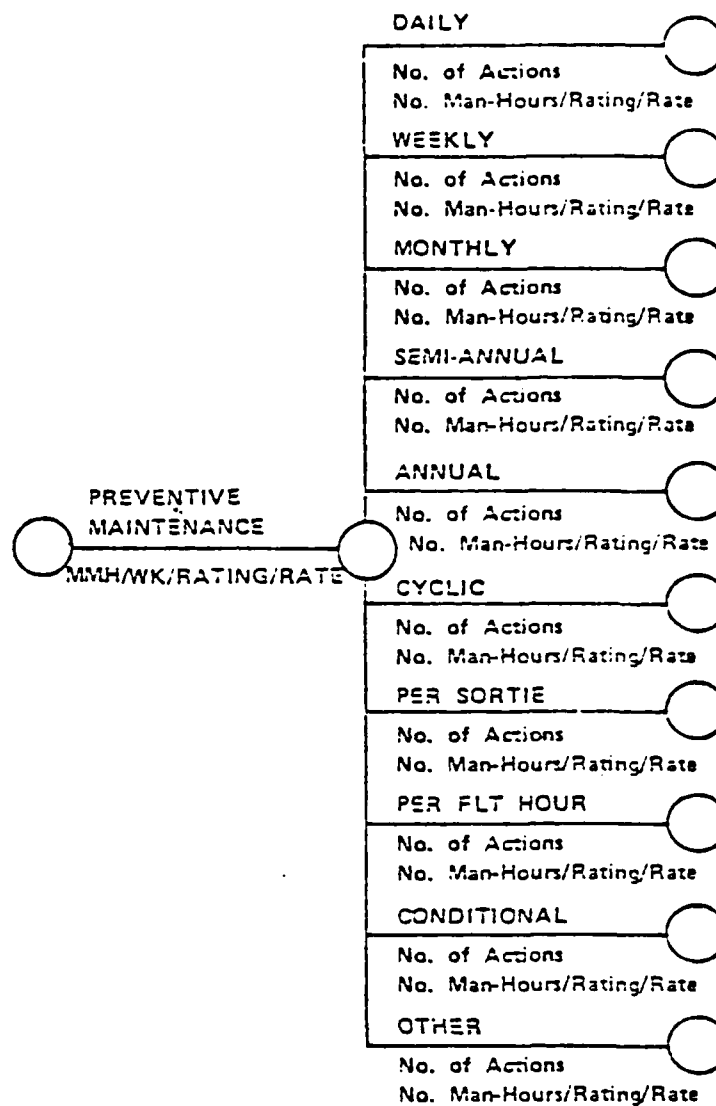 DAILY
No. of Actions
No. Man-Hours/Rating/Rate
WEEKLY
No. of Actions
No. Man-Hours/Rating/Rate
MONTHLY
No. of Actions
No. Man-Hours/Rating/Rate
SEMI-ANNUAL
No. of Actions
No. Man-Hours/Rating/Rate
ANNUAL
No. of Actions
No. Man-Hours/Rating/Rate
PREVENTIVE
MAINTENANCE
MMH/WK/RATING/RATE
CYCLIC
No. of Actions
No. Man-Hours/Rating/Rate
PER SORTIE
No. of Actions
No. Man-Hours/Rating/Rate
PER FLT HOUR
No. of Actions
No. Man-Hours/Rating/Rate
CONDITIONAL
No. of Actions
No. Man-Hours/Rating/Rate
OTHER
No. of Actions
No. Man-Hours/Rating/Rate